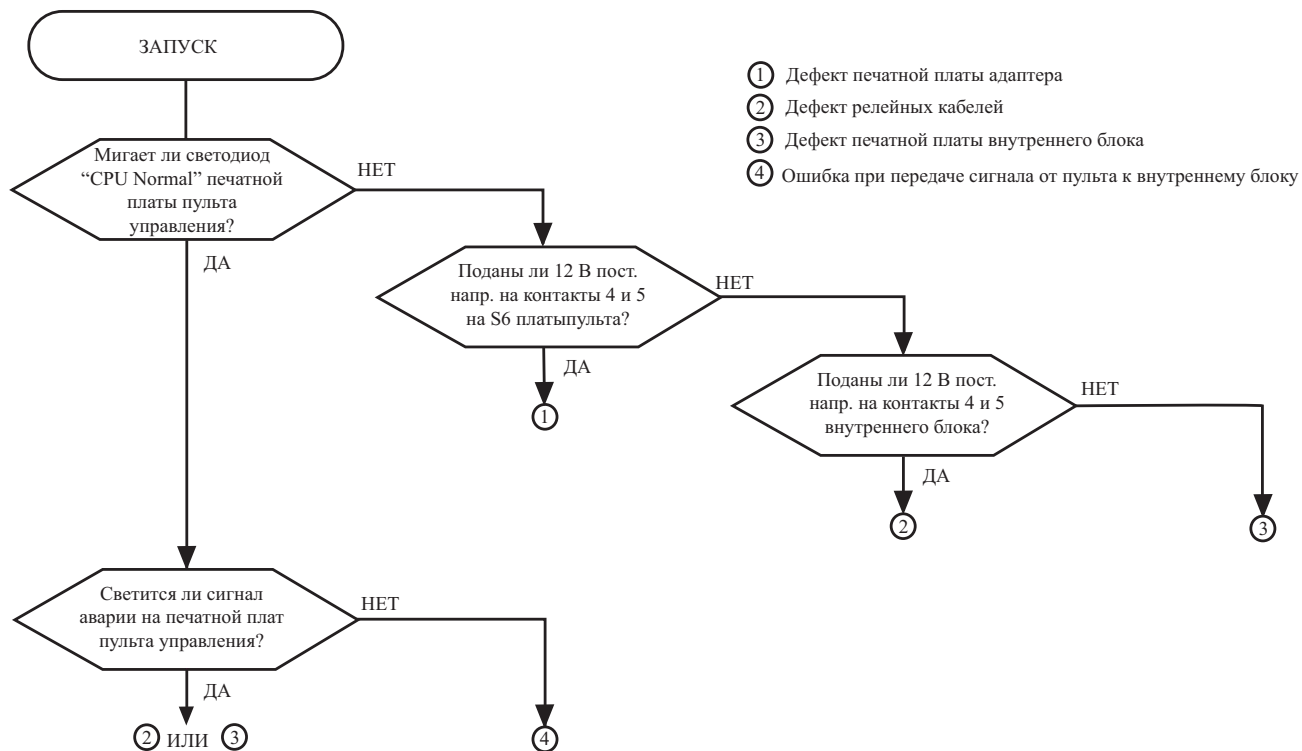 ЗАПУСК
① Дефект печатной платы адаптера
② Дефект релейных кабелей
③ Дефект печатной платы внутреннего блока
④ Ошибка при передаче сигнала от пульта к внутреннему блоку
Мигает ли светодиод
“CPU Normal” печатной
платы пульта
управления?
НЕТ
ДА
Поданы ли 12 В пост.
напр. на контакты 4 и 5
на S6 платыпульта?
НЕТ
ДА
①
Поданы ли 12 В пост.
напр. на контакты 4 и 5
внутреннего блока?
НЕТ
ДА
②
③
Светится ли сигнал
аварии на печатной плат
пульта управления?
НЕТ
ДА
② ИЛИ ③
④